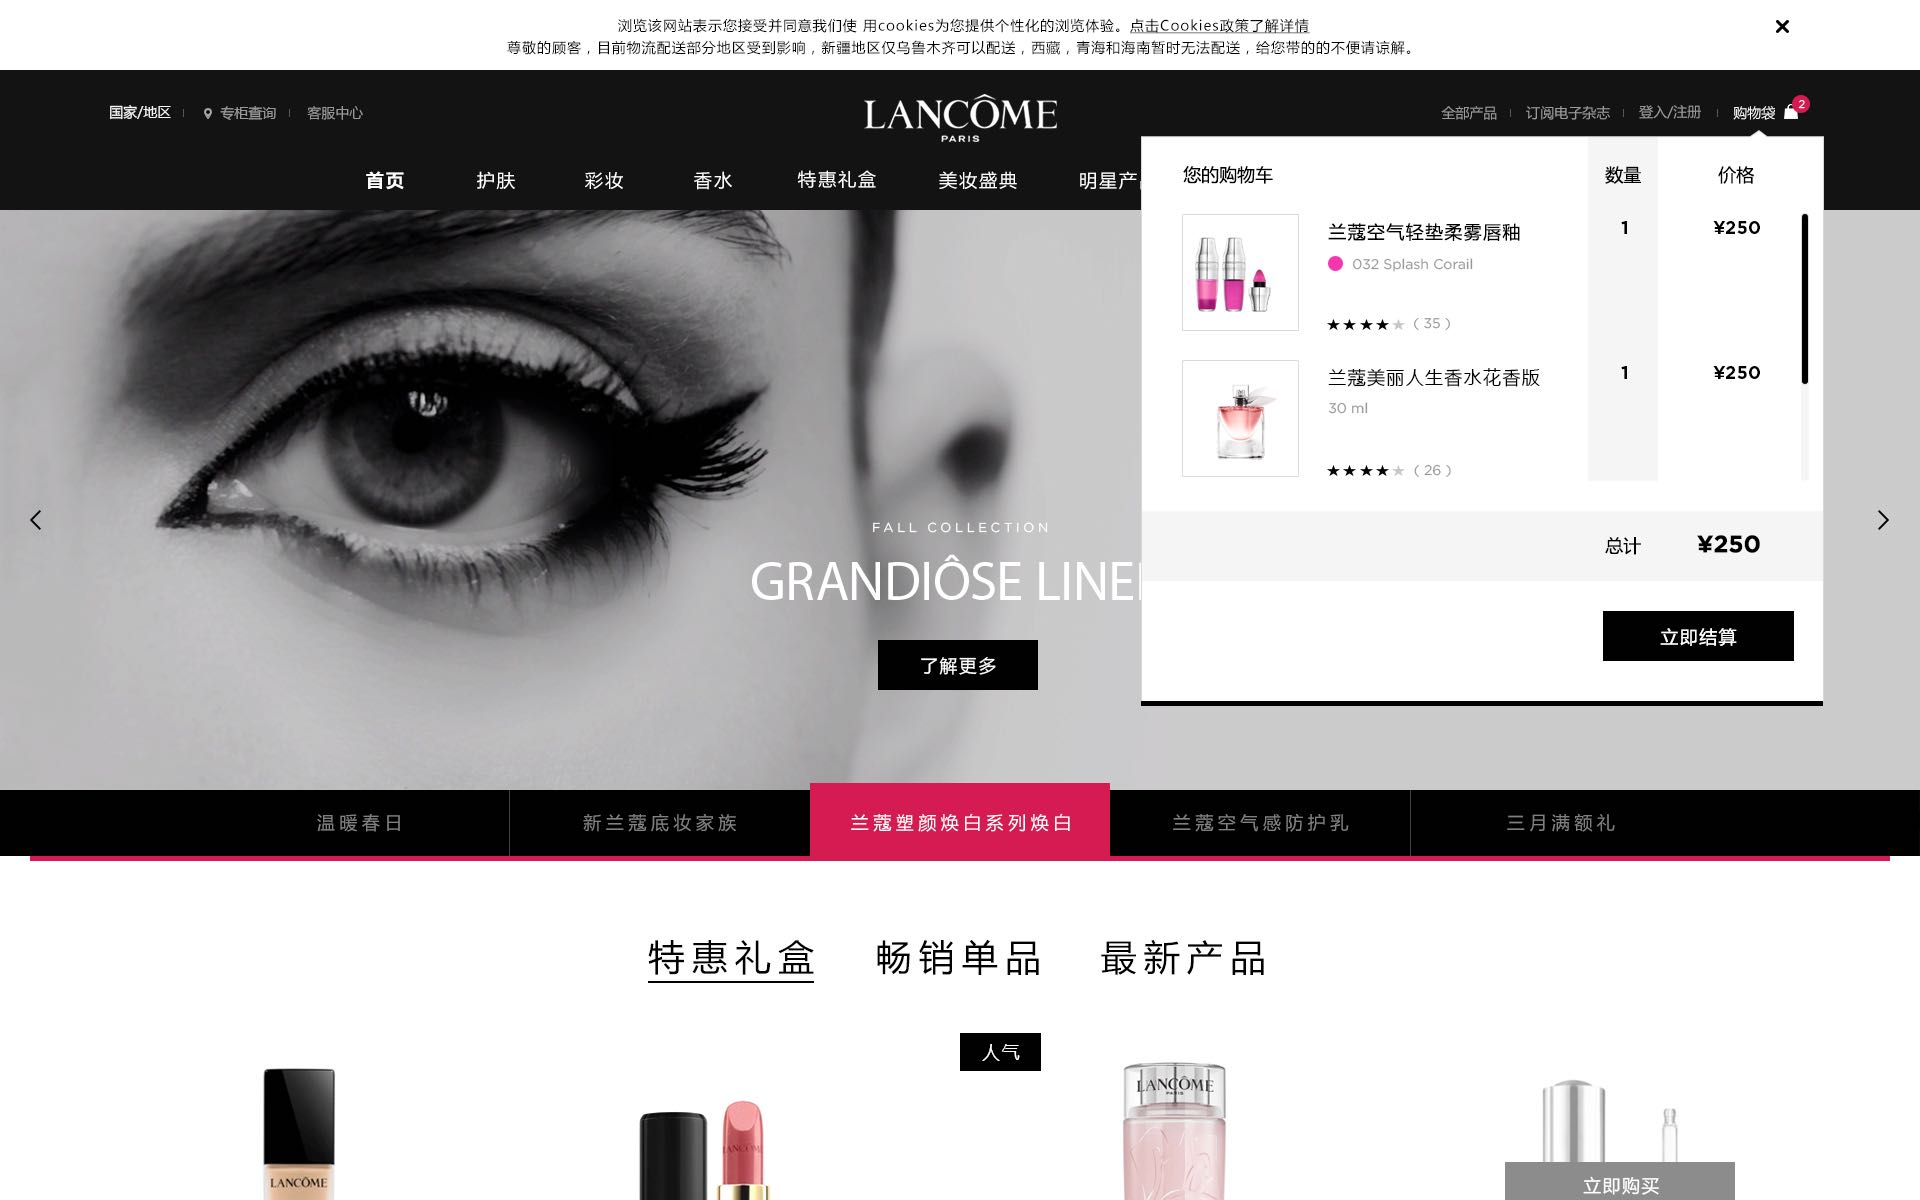 浏览该网站表示您接受并同意我们使 用cookies为您提供个性化的浏览体验。点击Cookies政策了解详情
尊敬的顾客，目前物流配送部分地区受到影响，新疆地区仅乌鲁木齐可以配送，西藏，青海和海南暂时无法配送，给您带的的不便请谅解。
国家/地区
专柜查询
客服中心
LANCÔME
PARIS
全部产品
订阅电子杂志
登入/注册
购物袋
2
首页
护肤
彩妆
香水
特惠礼盒
美妆盛典
明星产
您的购物车
数量
价格
兰蔻空气轻垫柔雾唇釉
1
¥250
032 Splash Corail
( 35 )
兰蔻美丽人生香水花香版
1
¥250
30 ml
( 26 )
总计
¥250
立即结算
FALL COLLECTION
GRANDIÔSE LINE
了解更多
温暖春日
新兰蔻底妆家族
兰蔻塑颜焕白系列焕白
兰蔻空气感防护乳
三月满额礼
特惠礼盒
畅销单品
最新产品
人气
LANCÔME
PARIS
LANCÔME
LANCÔME
立即购买